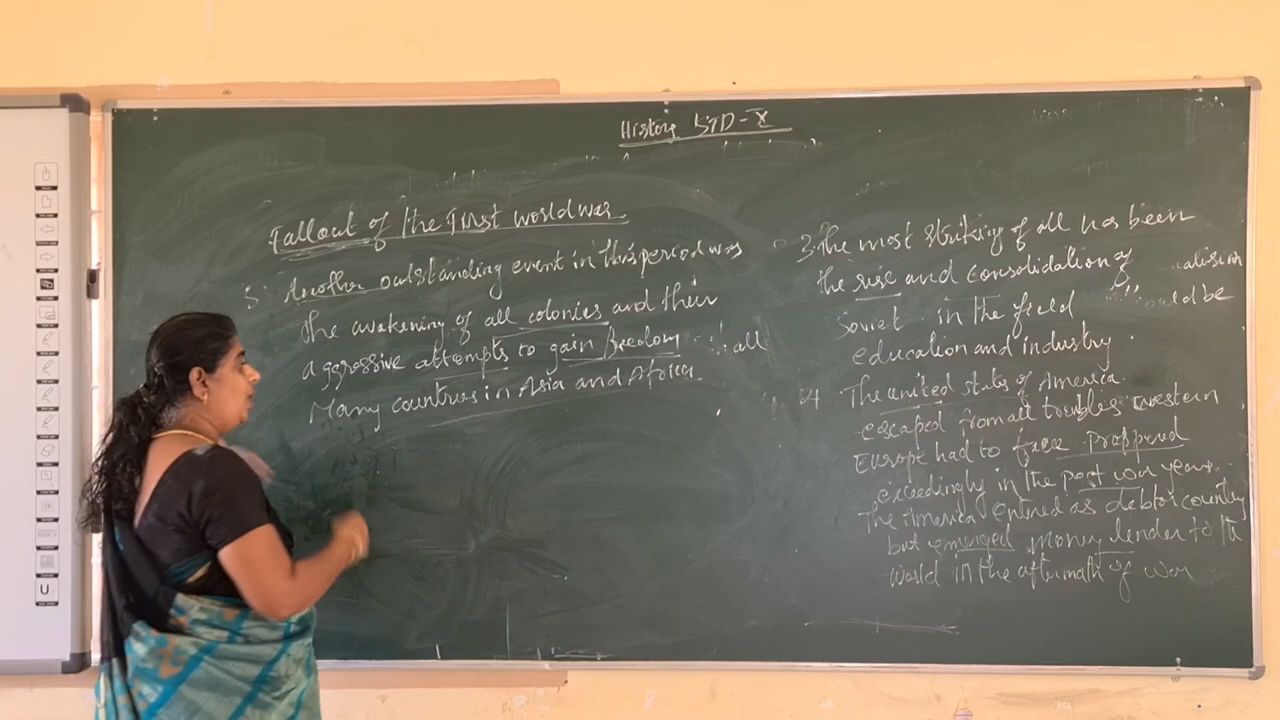 History STD-X
Fallout of the First world war
5. Another outstanding event in this period was
the awakening of all colonies and their
aggressive attempts to gain freedom all
Many countries in Asia and Africa
3. The most striking of all has been
the rise and consolidation of
Soviet in the field
education and industry.
4 The united states of America.
escaped from all troubles western
Europe had to face Prospered
exceedingly in the post war years.
The America entired as debtor country
but emerged money lender to the
world in the aftermath of war
U